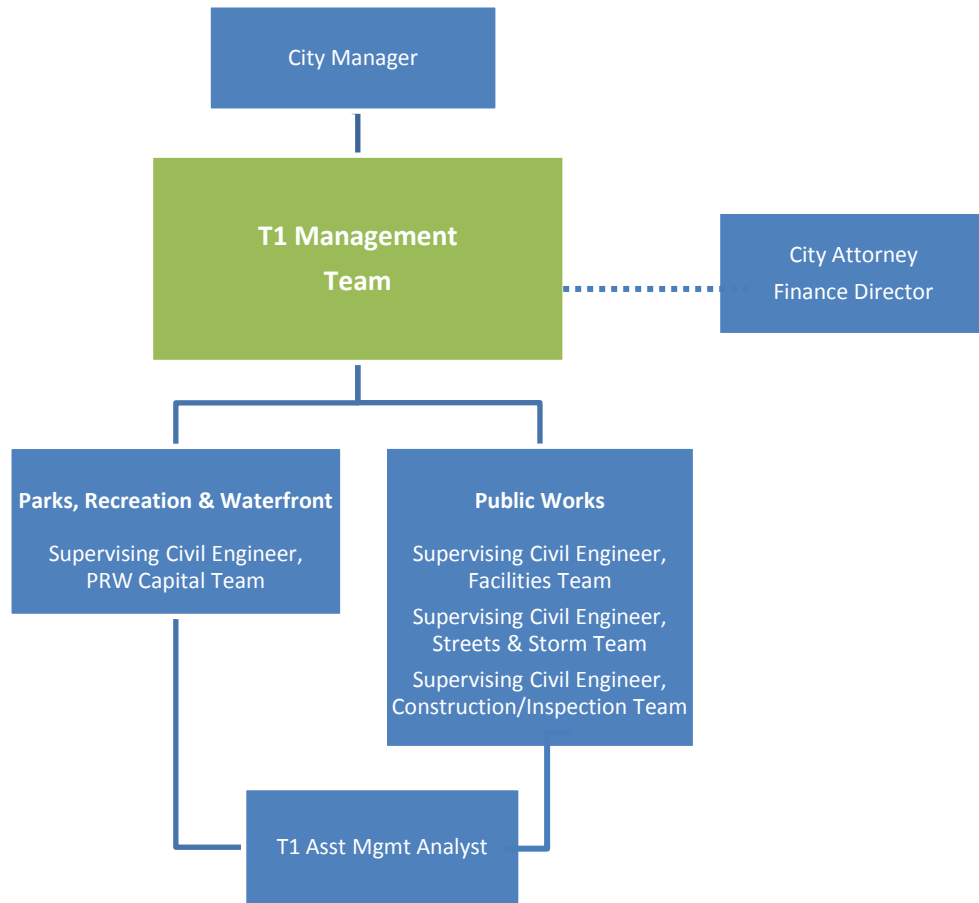 City Manager
T1 Management
Team
City Attorney
Finance Director
Parks, Recreation & Waterfront
Supervising Civil Engineer,
PRW Capital Team
Public Works
Supervising Civil Engineer,
Facilities Team
Supervising Civil Engineer,
Streets & Storm Team
Supervising Civil Engineer,
Construction/Inspection Team
T1 Asst Mgmt Analyst